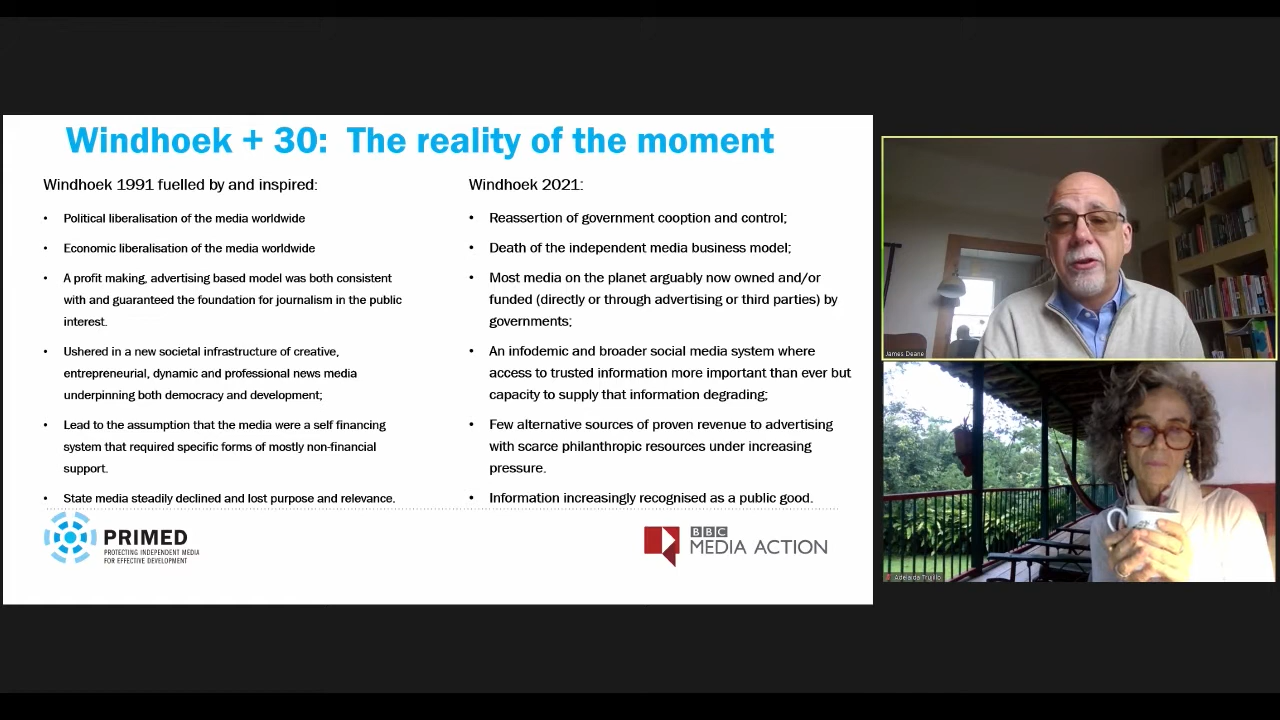 Windhoek + 30: The reality of the moment
Windhoek 1991 fuelled by and inspired:
• Political liberalisation of the media worldwide
• Economic liberalisation of the media worldwide
• A profit making, advertising based model was both consistent
with and guaranteed the foundation for journalism in the public
interest.
• Ushered in a new societal infrastructure of creative,
entrepreneurial, dynamic and professional news media
underpinning both democracy and development;
• Lead to the assumption that the media were a self financing
system that required specific forms of mostly non-financial
support.
• State media steadily declined and lost purpose and relevance.
Windhoek 2021:
• Reassertion of government cooption and control;
• Death of the independent media business model;
• Most media on the planet arguably now owned and/or
funded (directly or through advertising or third parties) by
governments;
• An infodemic and broader social media system where
access to trusted information more important than ever but
capacity to supply that information degrading;
• Few alternative sources of proven revenue to advertising
with scarce philanthropic resources under increasing
pressure.
• Information increasingly recognised as a public good.
PRIMED
PROTECTING INDEPENDENT MEDIA
FOR EFFECTIVE DEVELOPMENT
BBC
MEDIA ACTION
James Deane
Adelaida Trujillo